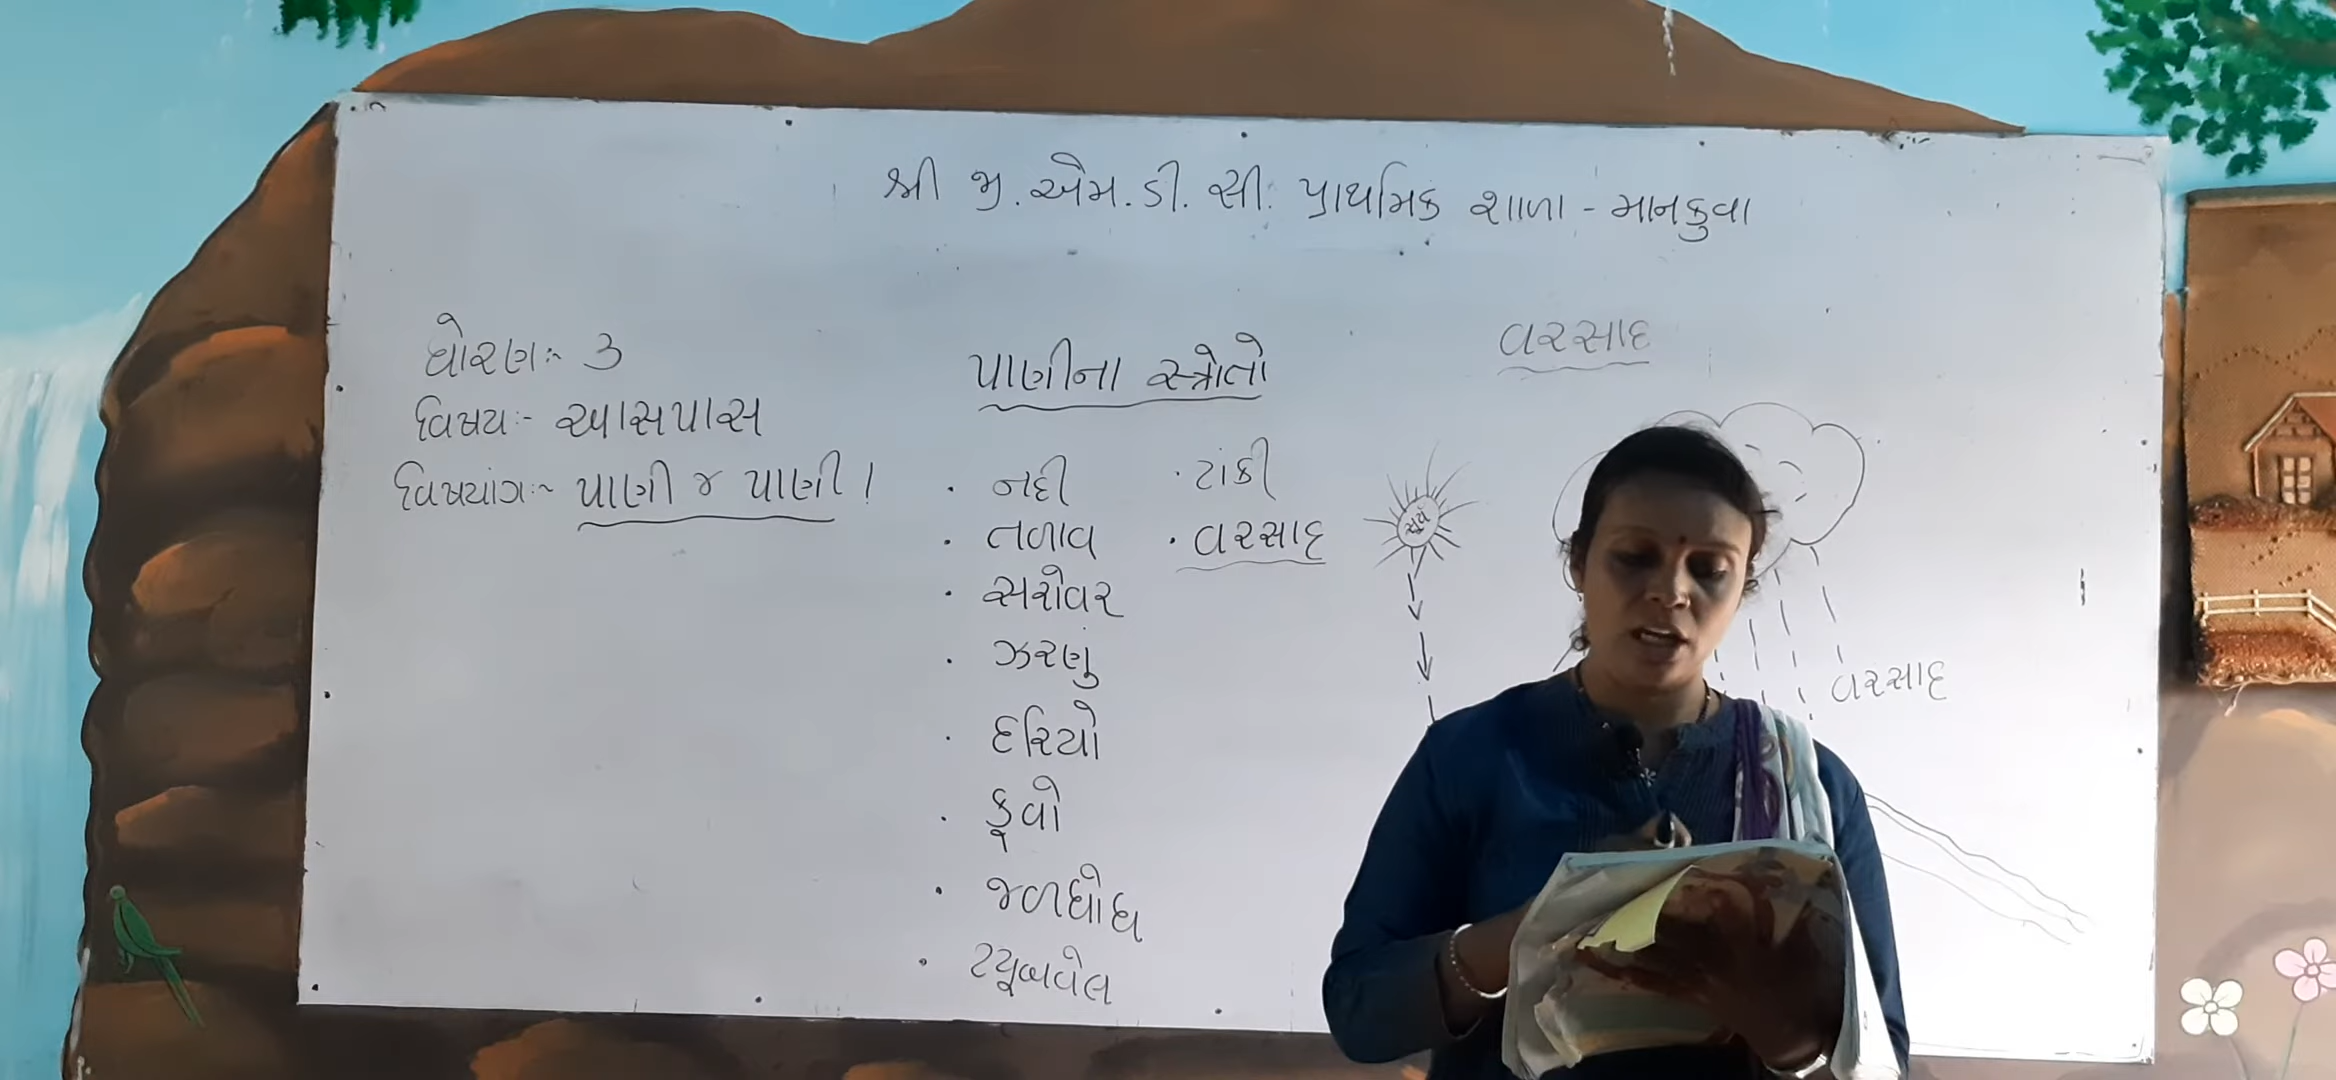 શ્રી જી. એમ. ડી. સી. પ્રાથમિક શાળા - માનકુવા
ધોરણ :- ૩
વિષય :- આસપાસ
વિષયાંગ :- પાણી જ પાણી !
પાણીના સ્ત્રોતો
· નદી
· તળાવ
· સરોવર
· ઝરણું
· દરિયો
· કૂવો
· જળધોધ
· ટ્યૂબવેલ
· ટાંકી
· વરસાદ
વરસાદ
સૂર્ય
વરસાદ